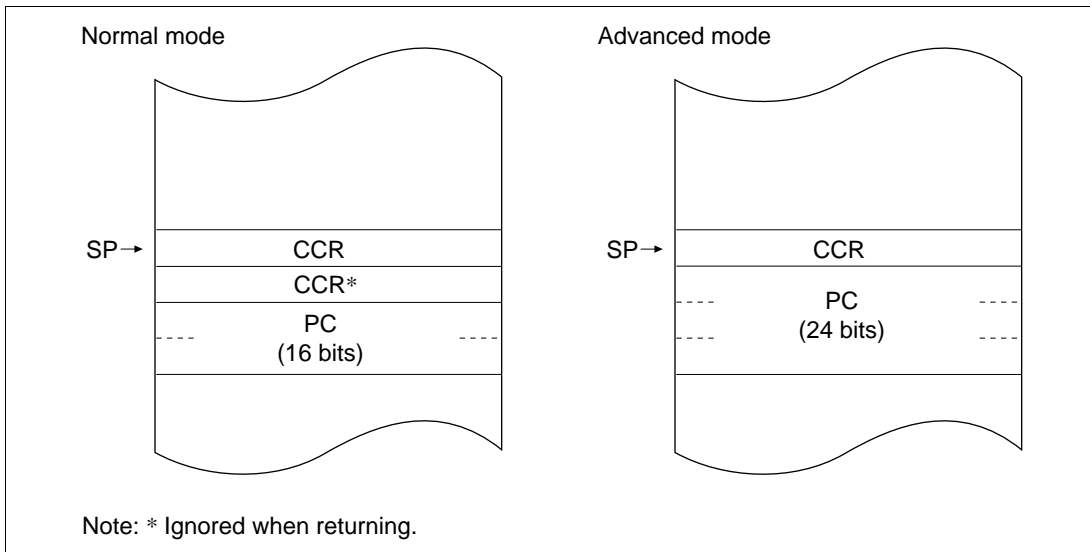 Normal mode
SP→ CCR
CCR*
PC
(16 bits)
Advanced mode
SP→ CCR
PC
(24 bits)
Note: * Ignored when returning.